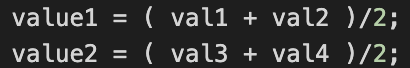 value1 = ( val1 + val2 )/2;
value2 = ( val3 + val4 )/2;